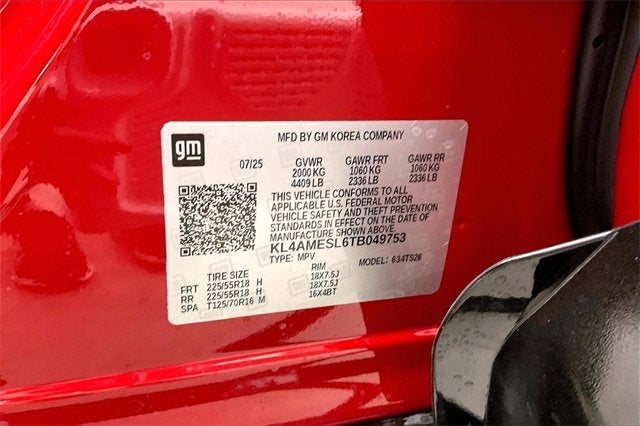 gm
MFD BY GM KOREA COMPANY
07/25 GVWR GAWR FRT GAWR RR
2000 KG 1060 KG 1060 KG
4409 LB 2336 LB 2336 LB
THIS VEHICLE CONFORMS TO ALL
APPLICABLE U.S. FEDERAL MOTOR
VEHICLE SAFETY AND THEFT PREVENTION
STANDARDS IN EFFECT ON THE DATE OF
MANUFACTURE SHOWN ABOVE.
KL4AMESL6TB049753
TYPE: MPV MODEL: 634TS26
TIRE SIZE RIM
FRT 225/55R18 H 18X7.5J
RR 225/55R18 H 18X7.5J
SPA T125/70R16 M 16X4BT